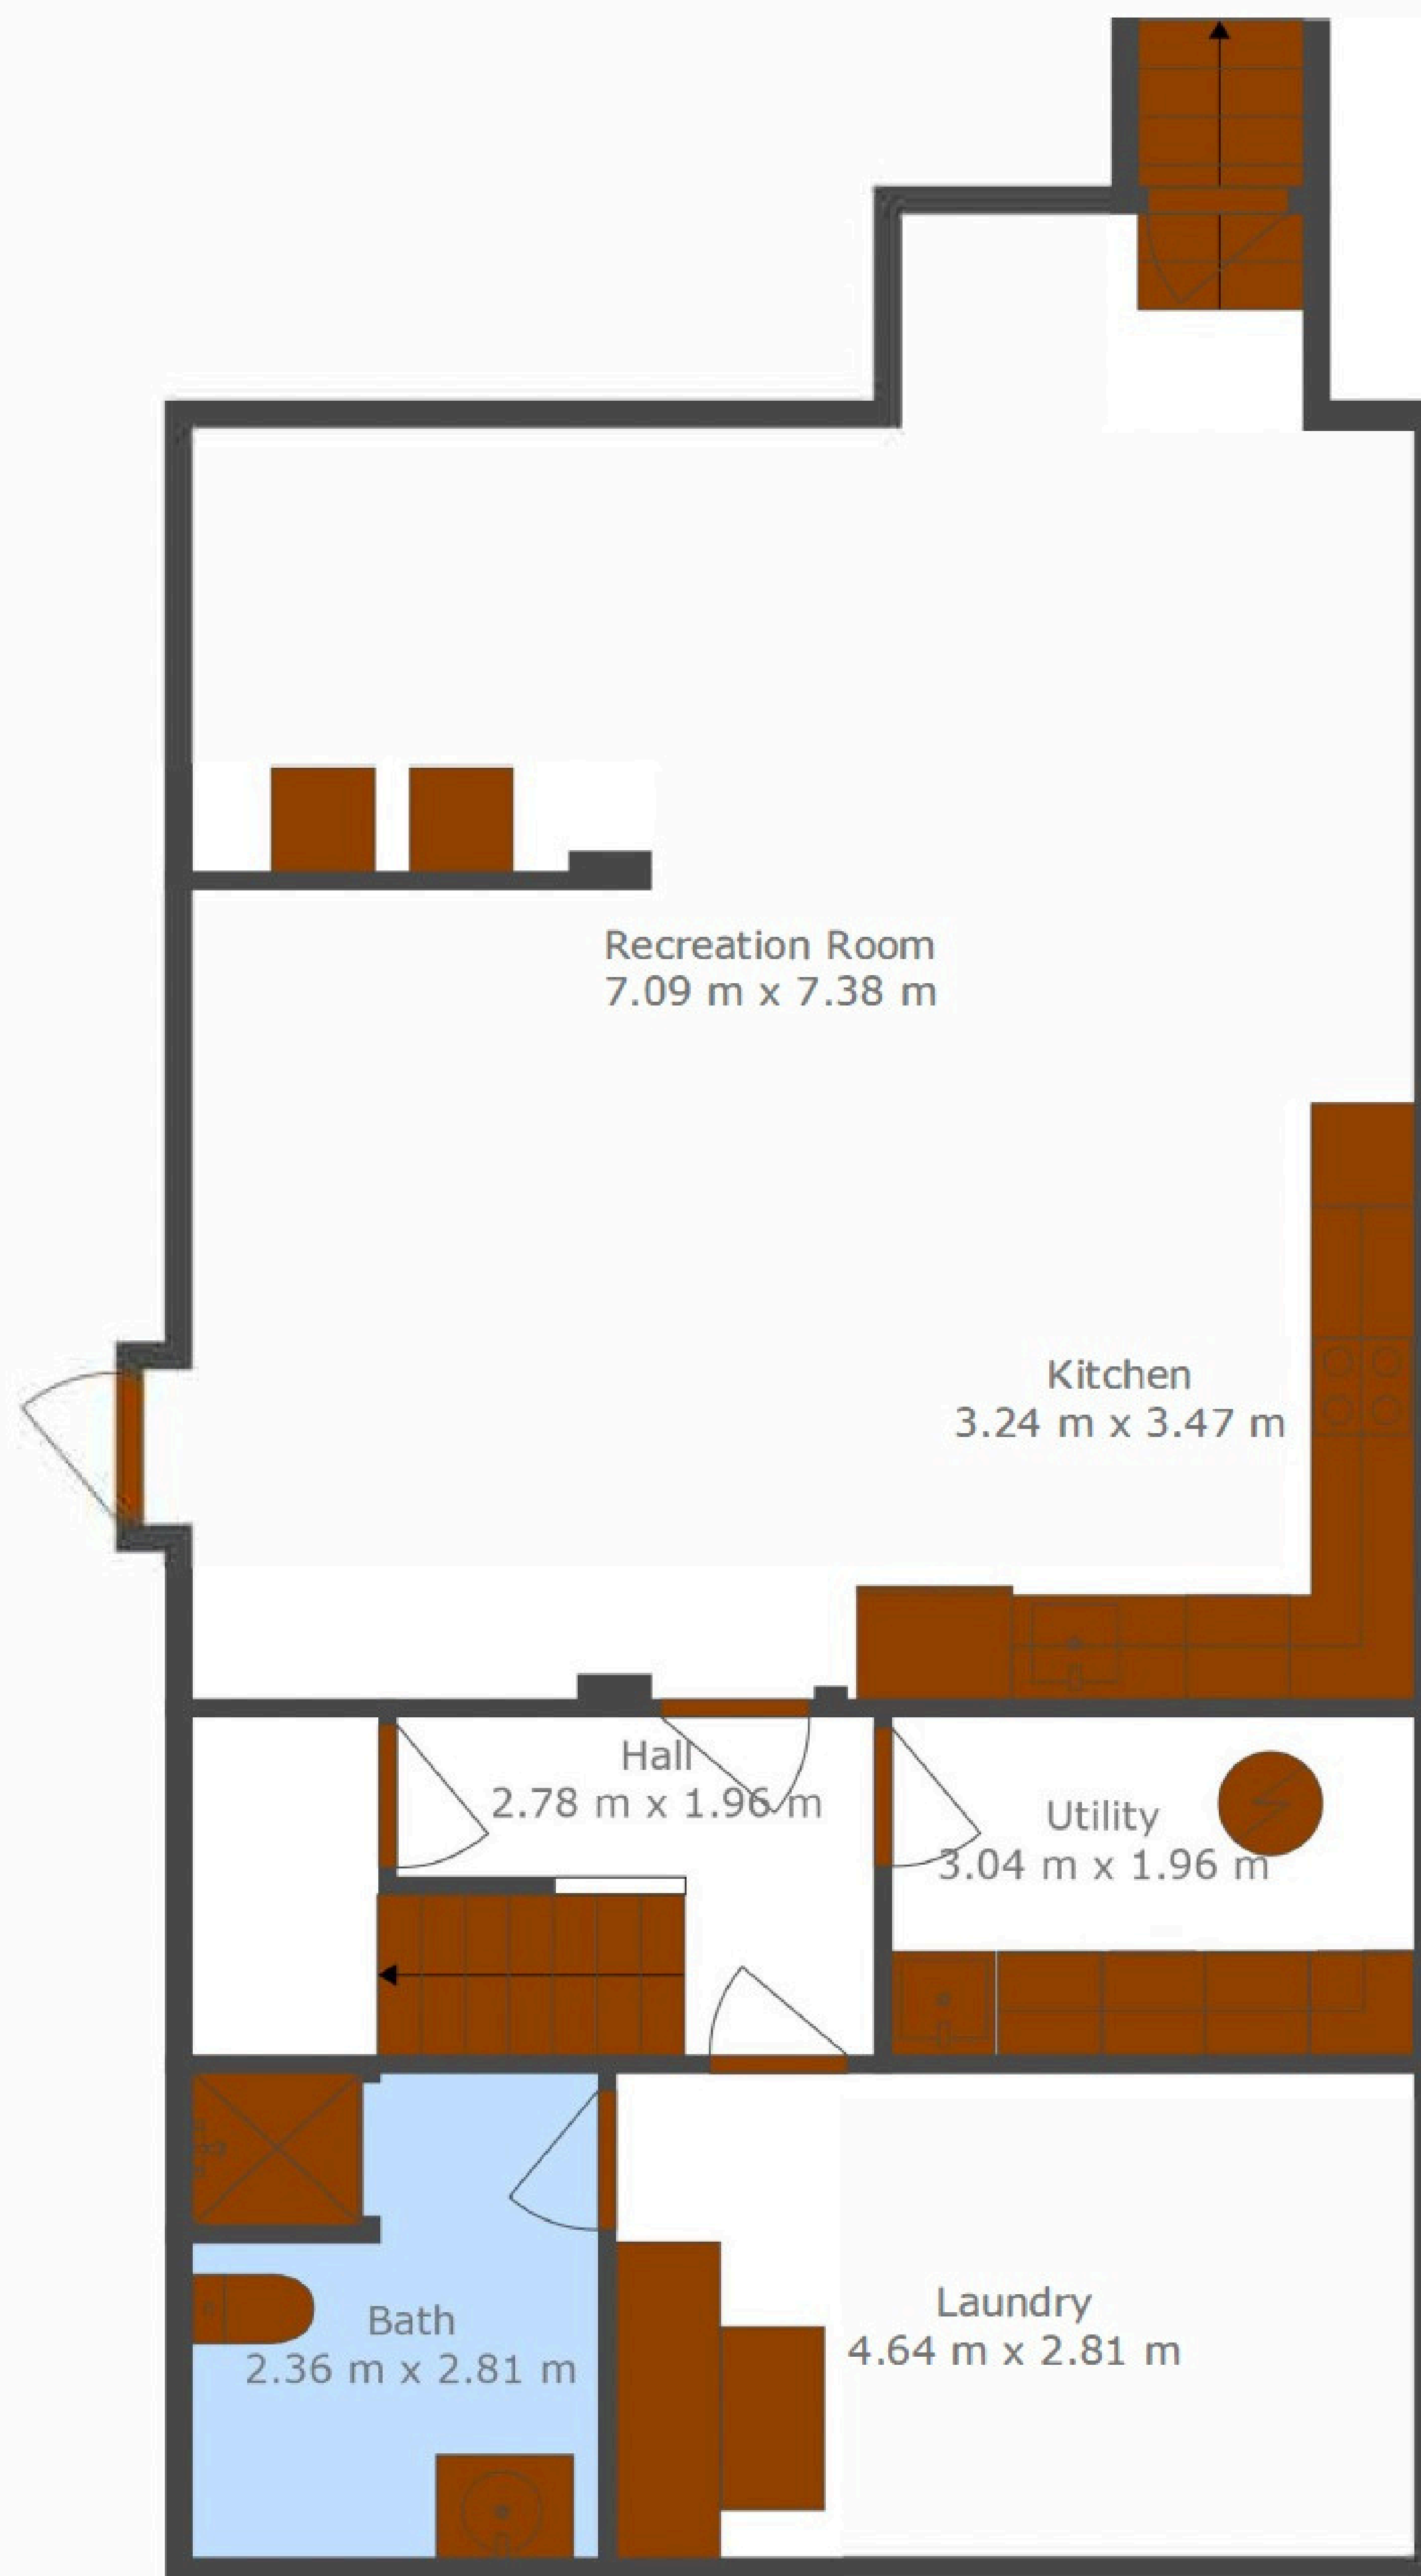 Recreation Room
7.09 m x 7.38 m
Kitchen
3.24 m x 3.47 m
Hall
2.78 m x 1.96 m
Utility
3.04 m x 1.96 m
Bath
2.36 m x 2.81 m
Laundry
4.64 m x 2.81 m